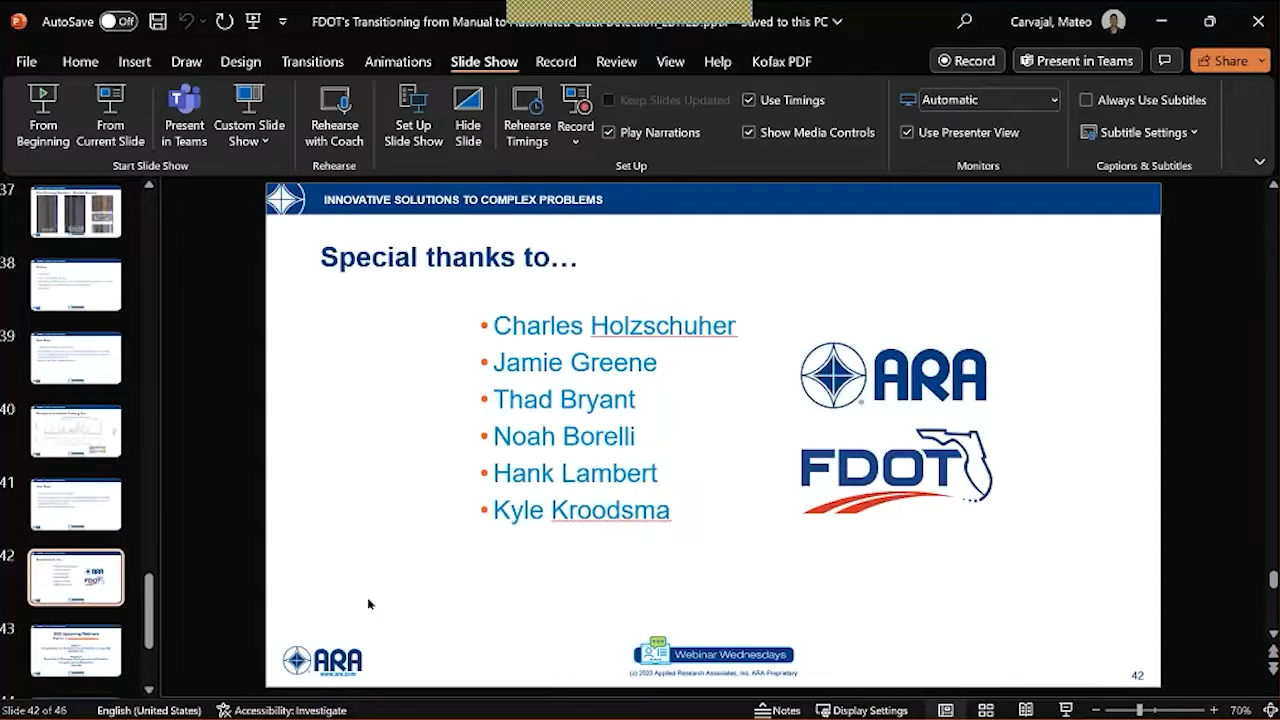 AutoSave Off
FDOT's Transitioning from Manual to
Saved to this PC
Carvajal, Mateo
File Home Insert Draw Design Transitions Animations Slide Show Record Review View Help Kofax PDF
Record
Present in Teams
Share
From Beginning
From Current Slide
Present in Teams
Custom Slide Show
Rehearse with Coach
Set Up Slide Show
Hide Slide
Rehearse Timings
Record
Keep Slides Updated
Play Narrations
Use Timings
Show Media Controls
Automatic
Use Presenter View
Always Use Subtitles
Subtitle Settings
Start Slide Show
Rehearse
Set Up
Monitors
Captions & Subtitles
37
38
39
40
41
42
43
INNOVATIVE SOLUTIONS TO COMPLEX PROBLEMS
Special thanks to…
• Charles Holzschuher
• Jamie Greene
• Thad Bryant
• Noah Borelli
• Hank Lambert
• Kyle Kroodsma
ARA
FDOT
ARA
www.ara.com
Webinar Wednesdays
(c) 2023 Applied Research Associates, Inc. ARA Proprietary
42
Slide 42 of 46
English (United States)
Accessibility: Investigate
Notes
Display Settings
70%